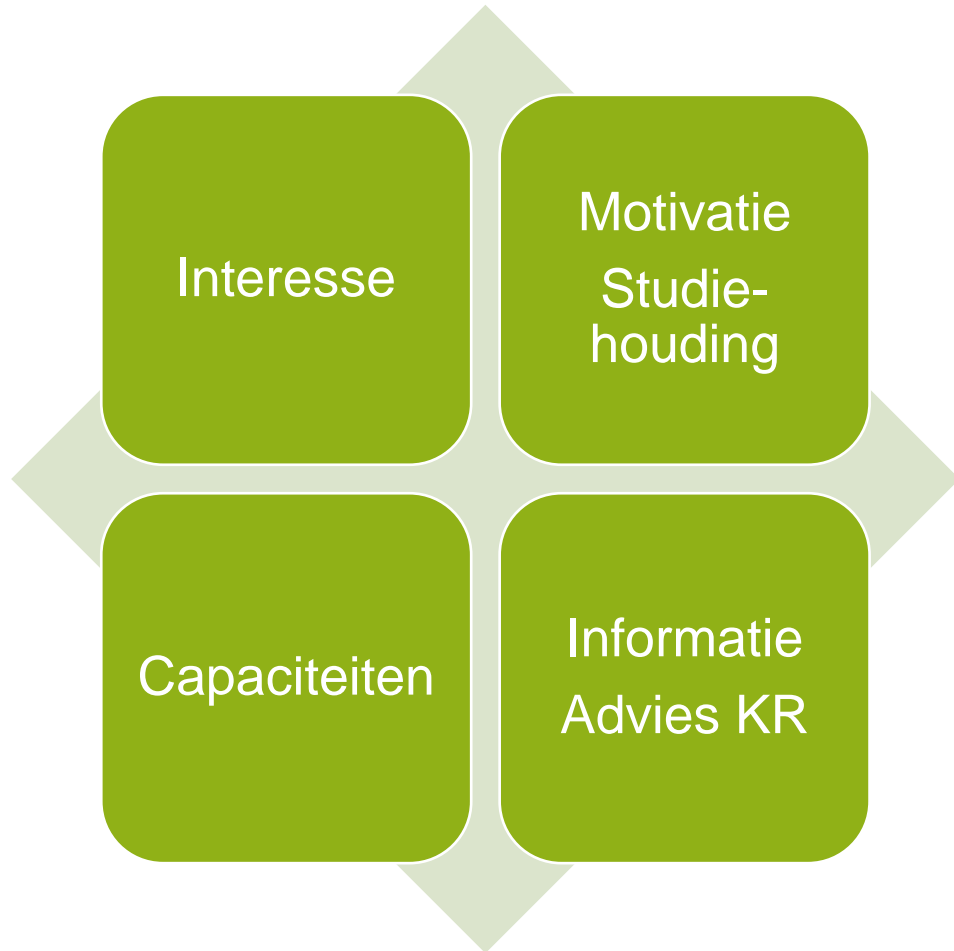 Interesse
Motivatie
Studie-
houding
Capaciteiten
Informatie
Advies KR